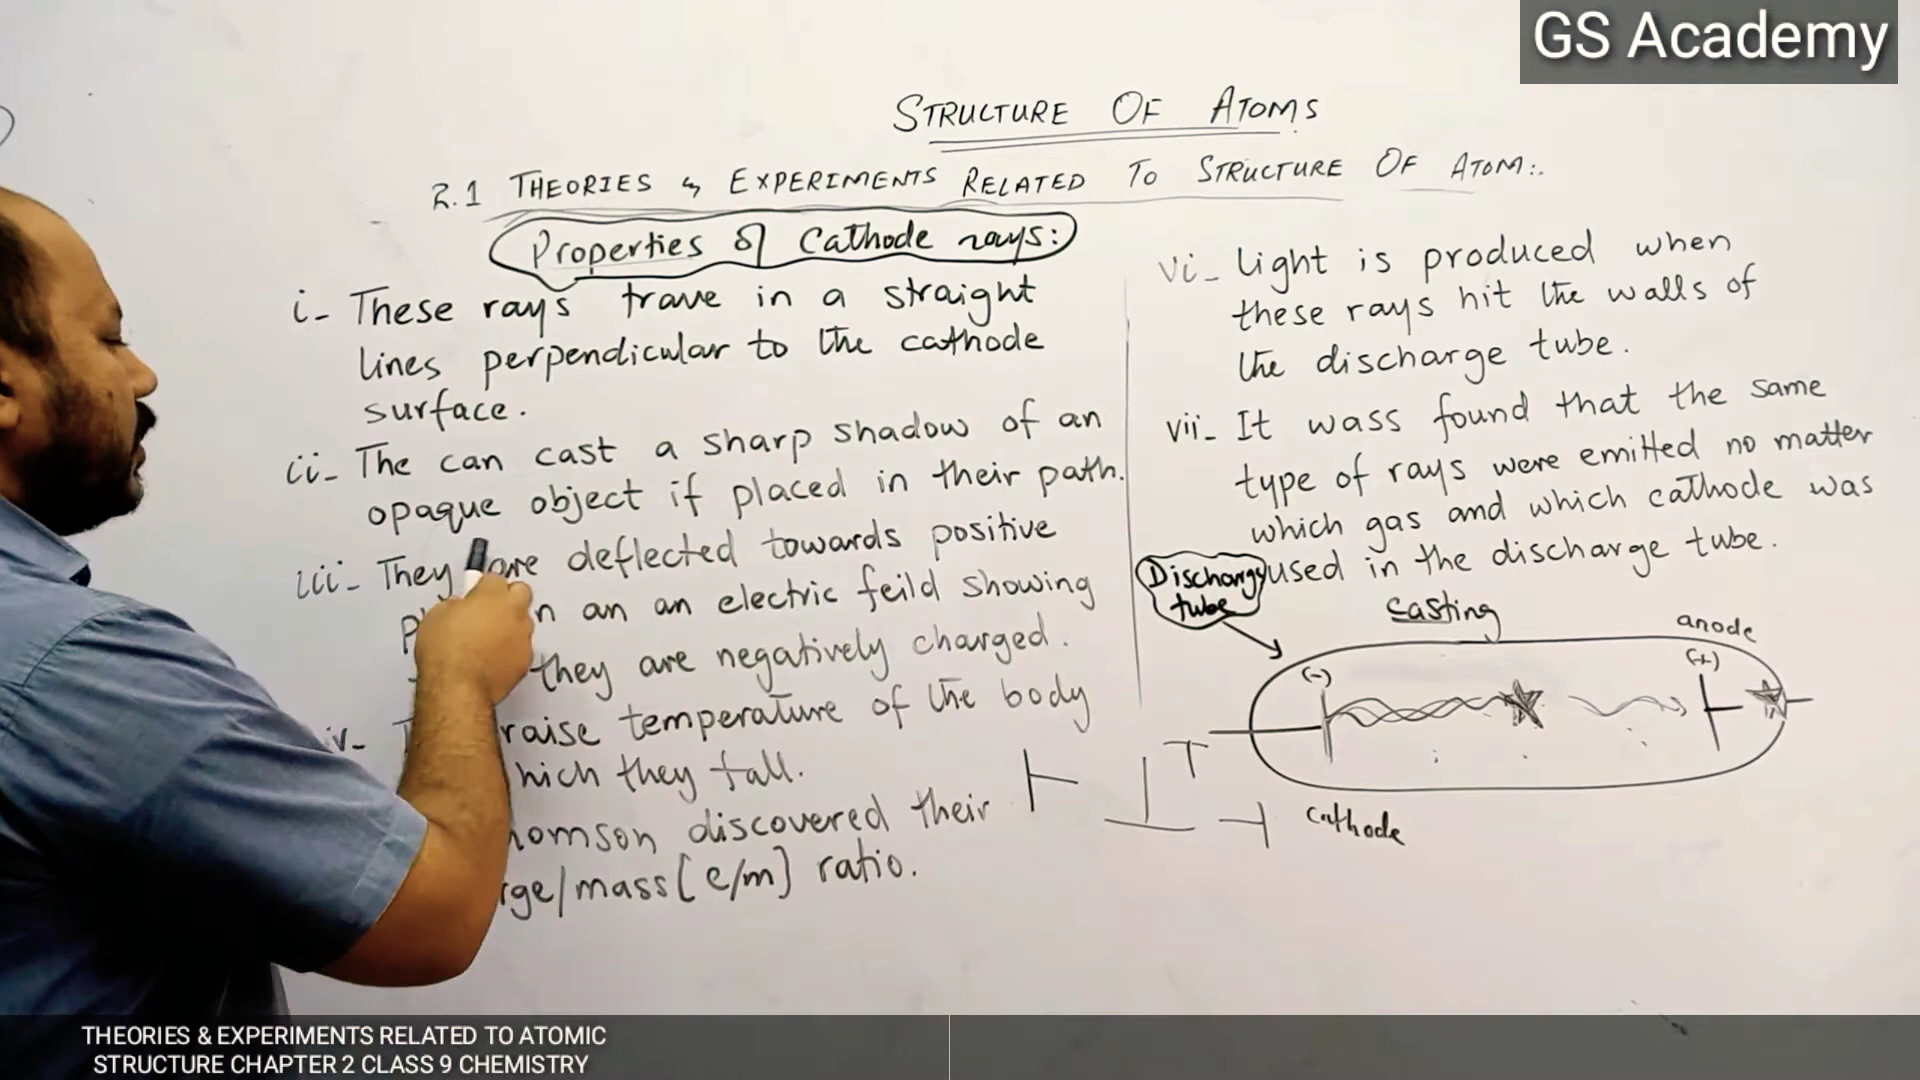 GS Academy
STRUCTURE OF ATOMS
2.1 THEORIES & EXPERIMENTS RELATED TO STRUCTURE OF ATOM:.
Properties of Cathode rays:
i- These rays trave in a straight
lines perpendicular to the cathode
surface.
ii- The can cast a sharp shadow of an
opaque object if placed in their path.
iii- They are deflected towards positive
an an electric feild showing
they are negatively charged.
raise temperature of the body
hich they fall.
homson discovered their
rge/mass [e/m] ratio.
vi- light is produced when
these rays hit the walls of
the discharge tube.
vii- It wass found that the same
type of rays were emitted no matter
which gas and which cathode was
used in the discharge tube.
Discharge
tube
casting
anode
(-)
(+)
cathode
THEORIES & EXPERIMENTS RELATED TO ATOMIC
STRUCTURE CHAPTER 2 CLASS 9 CHEMISTRY